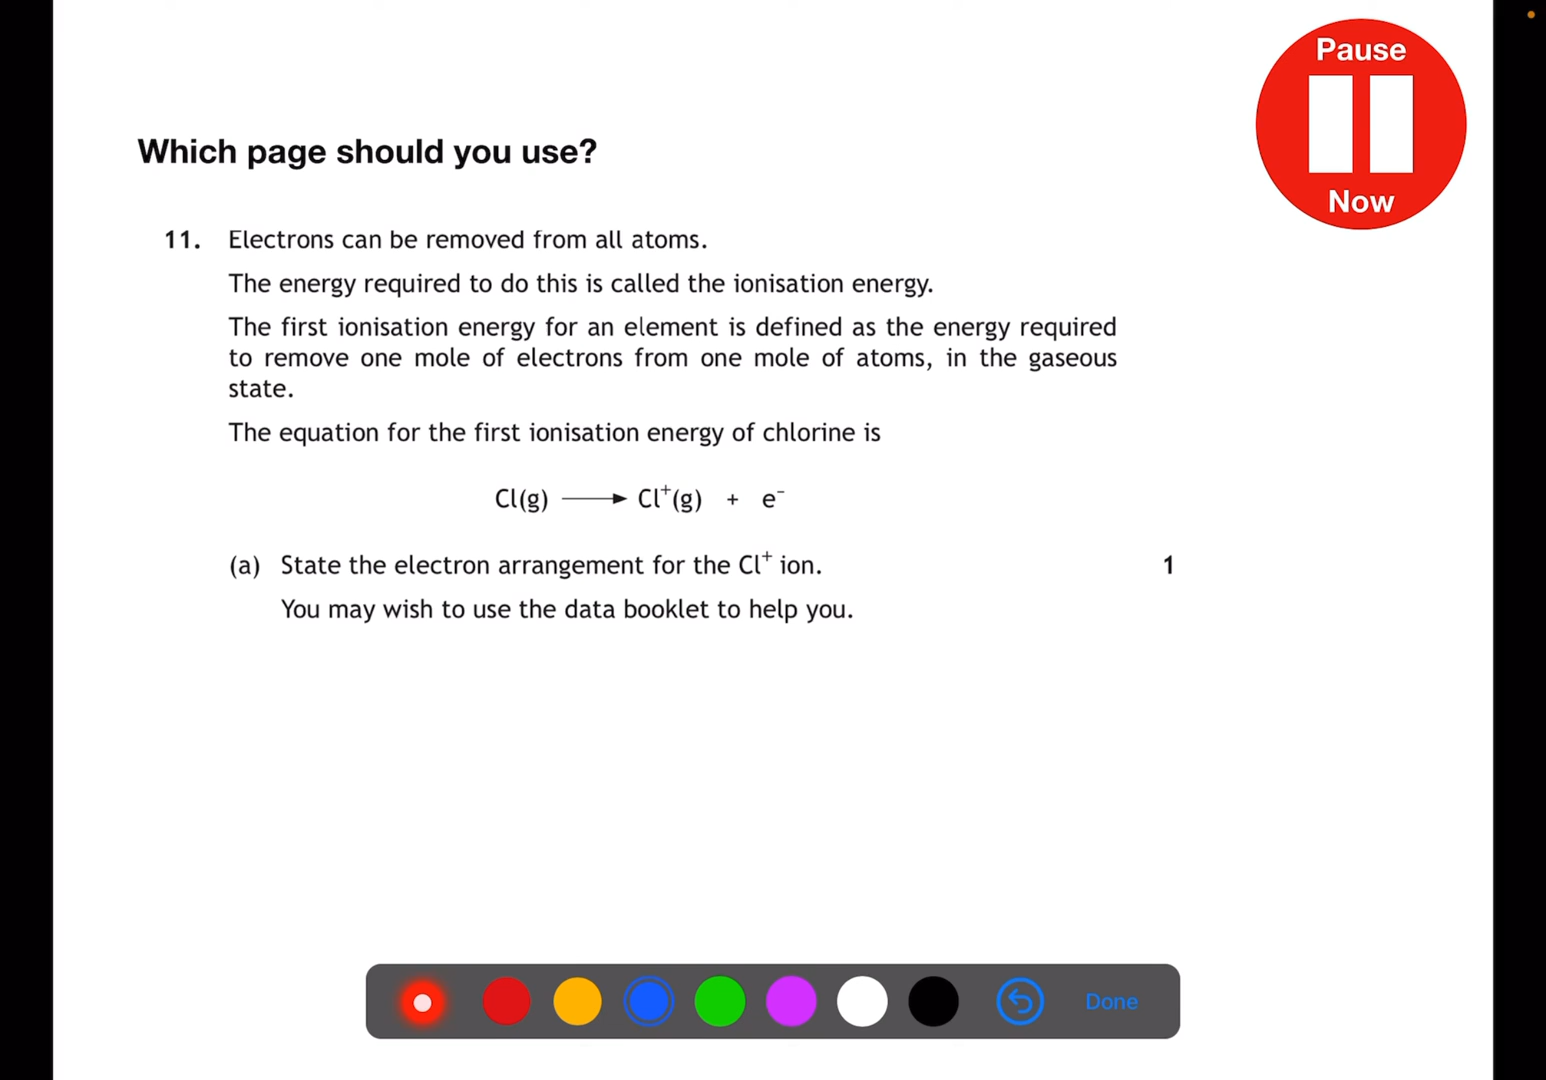 Pause
Now
Which page should you use?
11. Electrons can be removed from all atoms.
The energy required to do this is called the ionisation energy.
The first ionisation energy for an element is defined as the energy required
to remove one mole of electrons from one mole of atoms, in the gaseous
state.
The equation for the first ionisation energy of chlorine is
Cl(g) ⟶ Cl⁺(g) + e⁻
(a) State the electron arrangement for the Cl⁺ ion. 1
You may wish to use the data booklet to help you.
Done